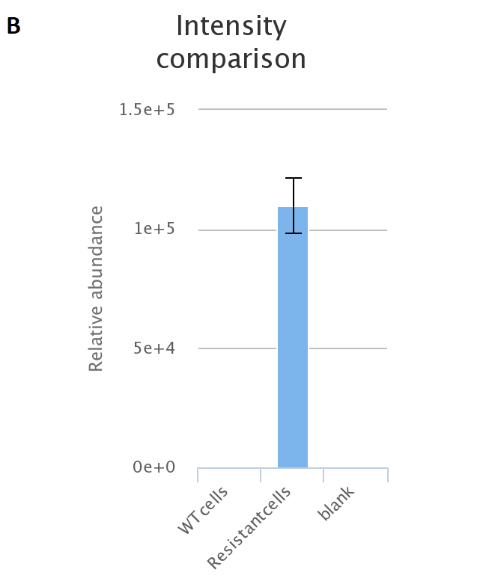 B
Intensity
comparison
1.5e+5
1e+5
5e+4
0e+0
Relative abundance
WT cells
Resistantcells
blank